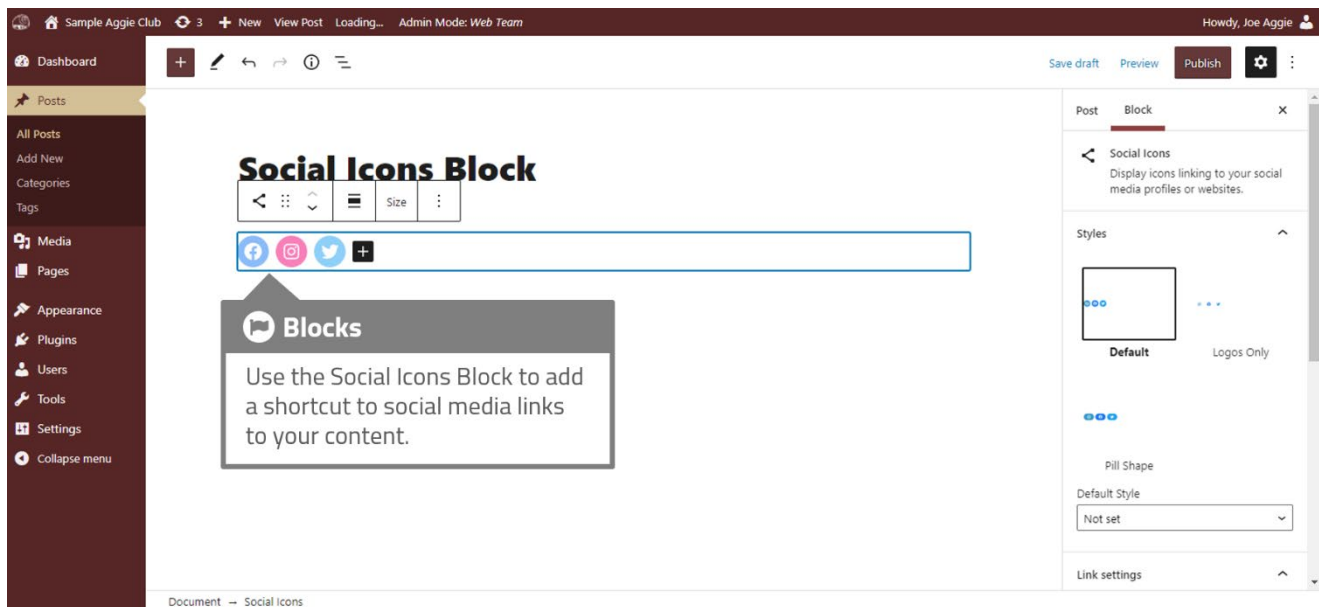 Sample Aggie Club 3 New View Post Loading... Admin Mode: Web Team Howdy, Joe Aggie
Dashboard
Posts
All Posts
Add New
Categories
Tags
Media
Pages
Appearance
Plugins
Users
Tools
Settings
Collapse menu
Save draft Preview Publish
Social Icons Block
Size
Blocks
Use the Social Icons Block to add
a shortcut to social media links
to your content.
Document → Social Icons
Post Block
Social Icons
Display icons linking to your social
media profiles or websites.
Styles
Default Logos Only
Pill Shape
Default Style
Not set
Link settings